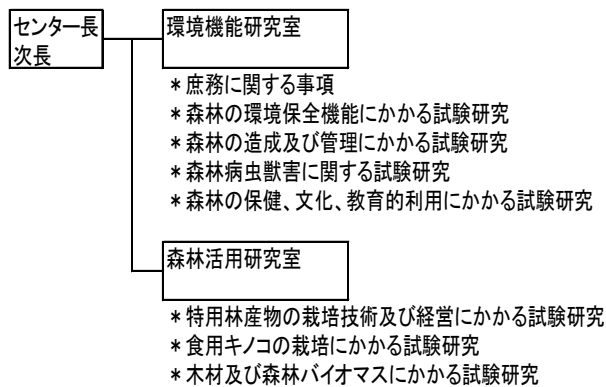 センター長
次長
環境機能研究室
＊庶務に関する事項
＊森林の環境保全機能にかかる試験研究
＊森林の造成及び管理にかかる試験研究
＊森林病虫獣害に関する試験研究
＊森林の保健、文化、教育的利用にかかる試験研究
森林活用研究室
＊特用林産物の栽培技術及び経営にかかる試験研究
＊食用キノコの栽培にかかる試験研究
＊木材及び森林バイオマスにかかる試験研究